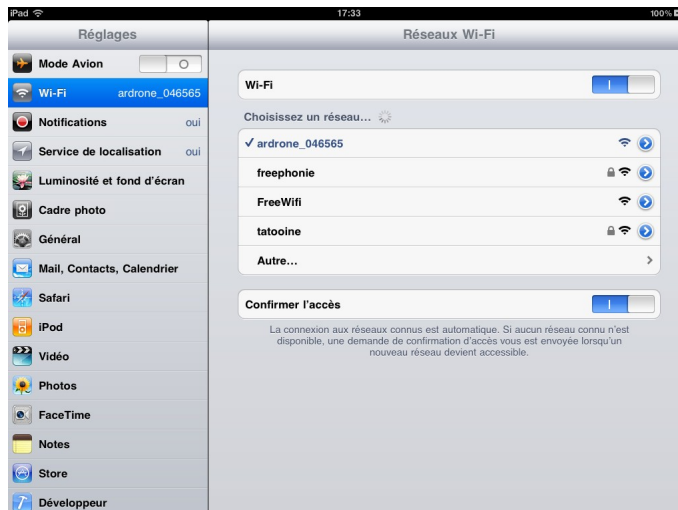 iPad 17:33 100%
Réglages
Mode Avion
Wi-Fi ardrone_046565
Notifications oui
Service de localisation oui
Luminosité et fond d'écran
Cadre photo
Général
Mail, Contacts, Calendrier
Safari
iPod
Vidéo
Photos
FaceTime
Notes
Store
Développeur
Réseaux Wi-Fi
Wi-Fi
Choisissez un réseau...
ardrone_046565
freephonie
FreeWifi
tatooine
Autre...
Confirmer l'accès
La connexion aux réseaux connus est automatique. Si aucun réseau connu n'est
disponible, une demande de confirmation d'accès vous est envoyée lorsqu'un
nouveau réseau devient accessible.